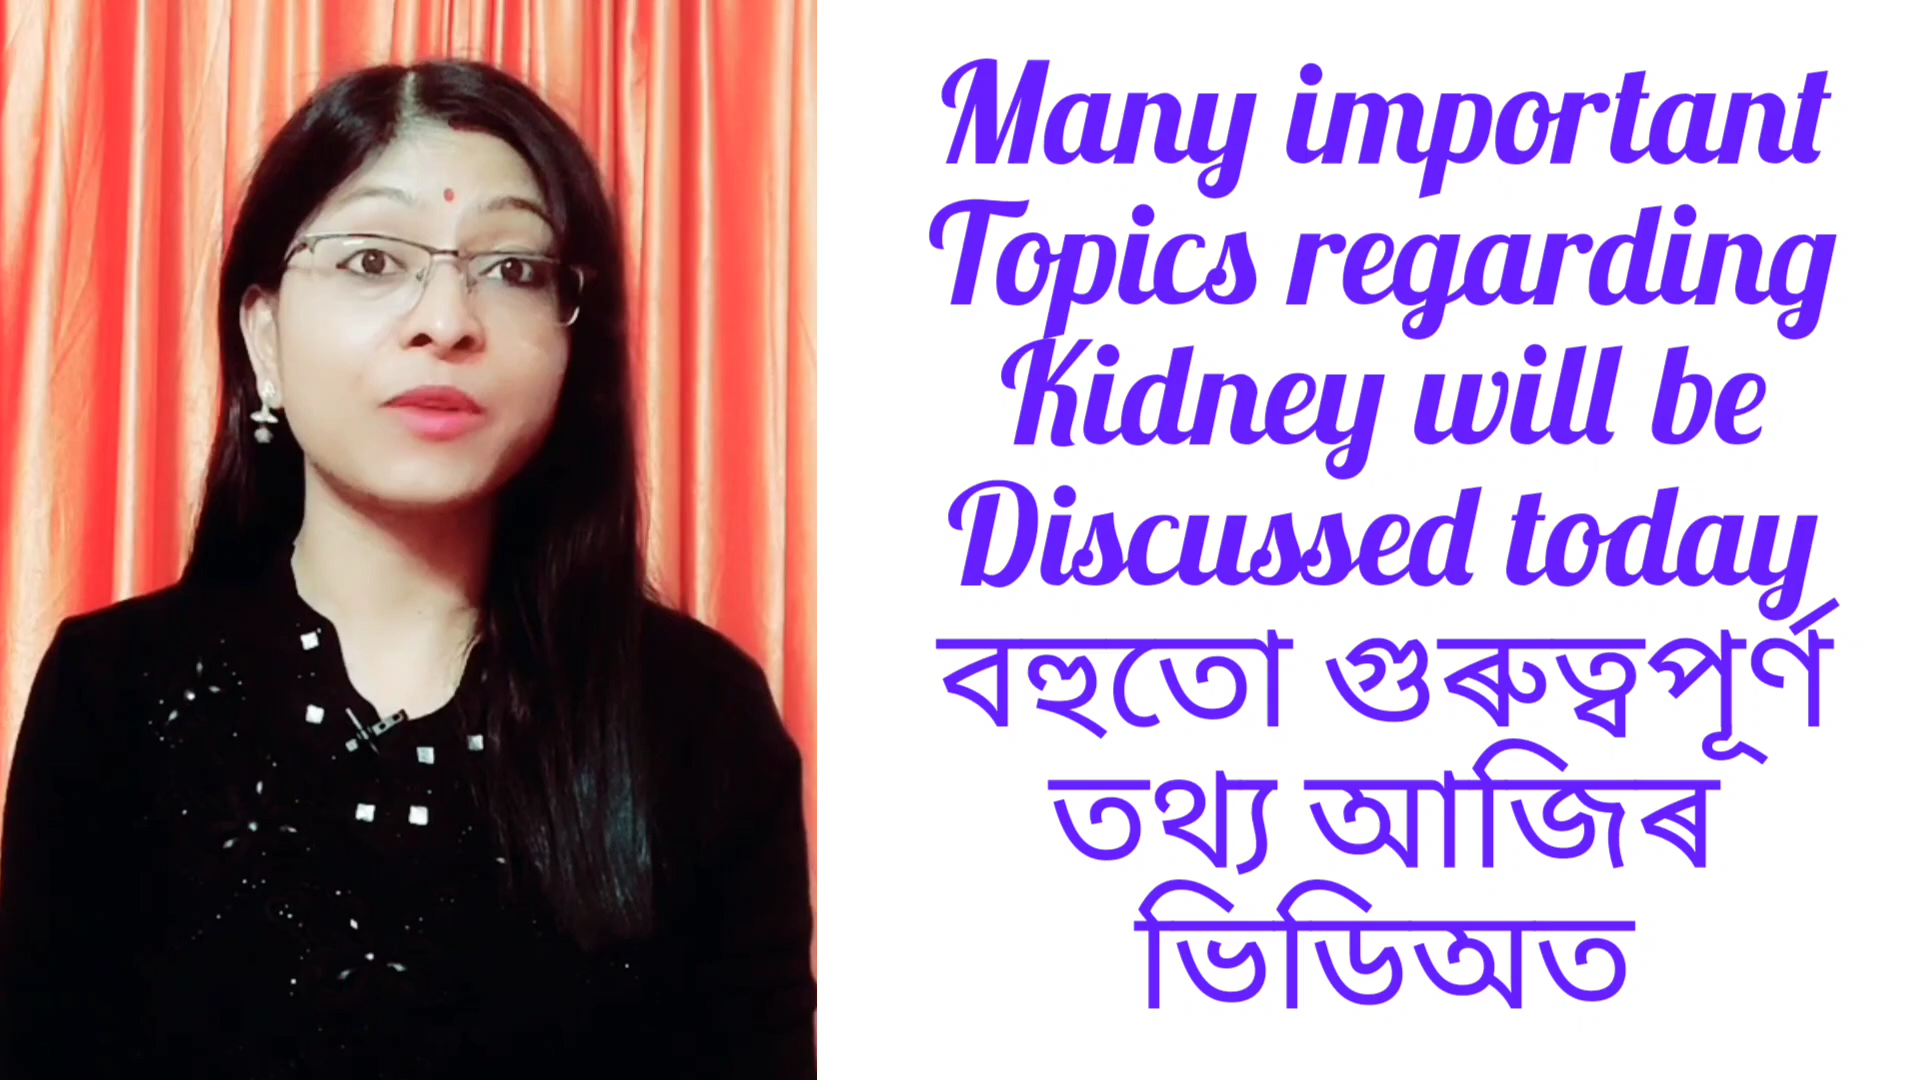 Many important
Topics regarding
Kidney will be
Discussed today
বহুতো গুৰুত্বপূৰ্ণ
তথ্য আজিৰ
ভিডিঅত